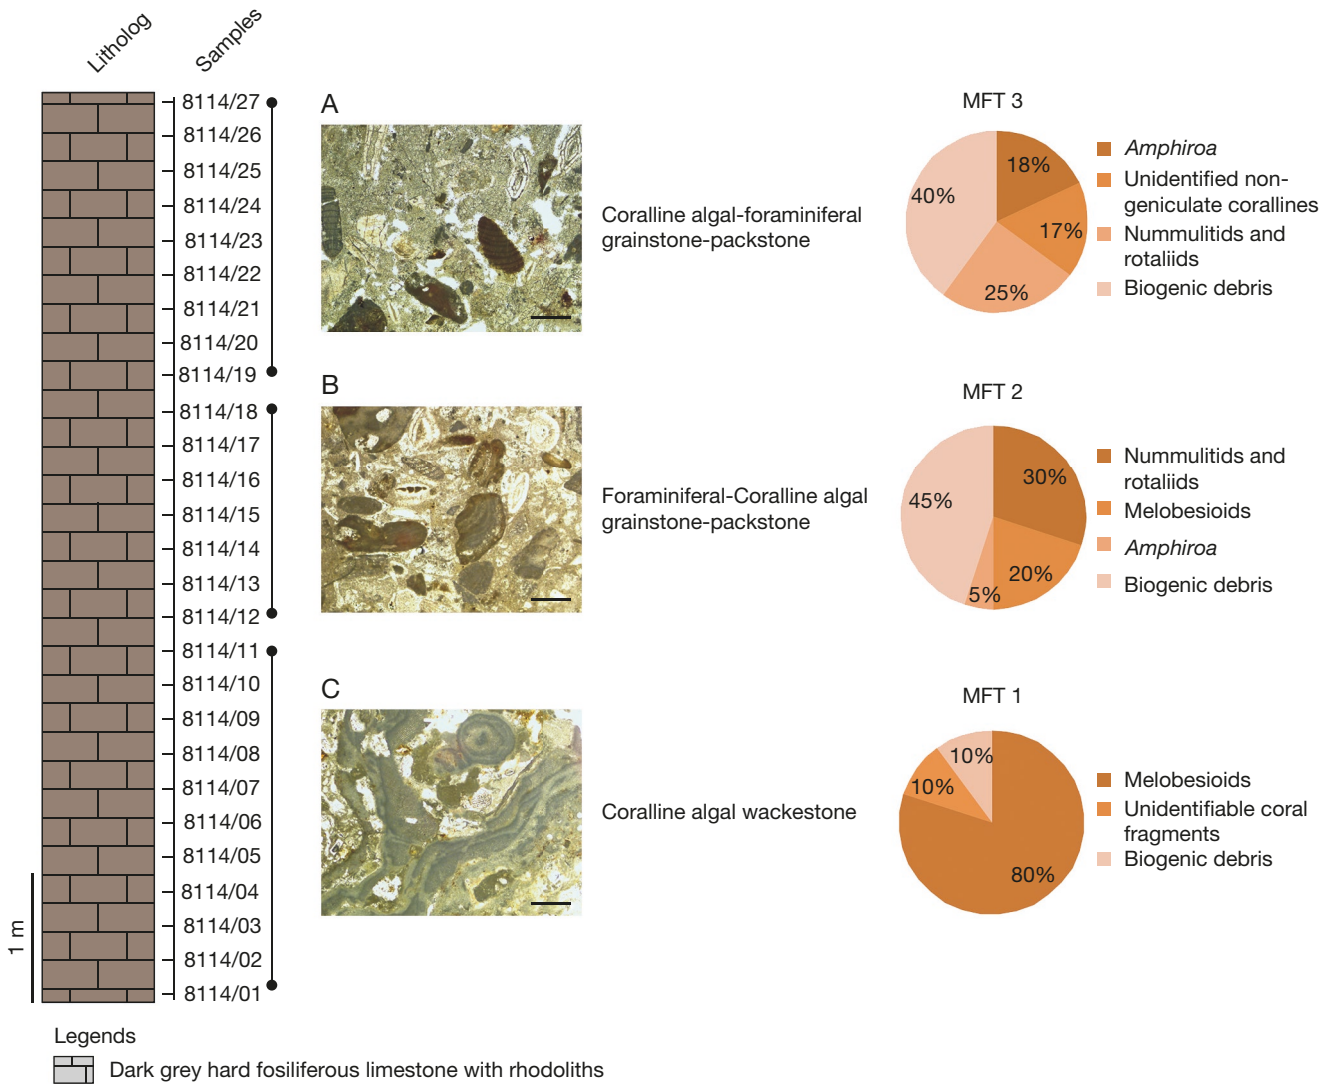 Litholog
Samples
8114/27
8114/26
8114/25
8114/24
8114/23
8114/22
8114/21
8114/20
8114/19
8114/18
8114/17
8114/16
8114/15
8114/14
8114/13
8114/12
8114/11
8114/10
8114/09
8114/08
8114/07
8114/06
8114/05
8114/04
8114/03
8114/02
8114/01
1 m
A
Coralline algal-foraminiferal
grainstone-packstone
MFT 3
18%
17%
25%
40%
Amphiroa
Unidentified non-
geniculate corallines
Nummulitids and
rotaliids
Biogenic debris
B
Foraminiferal-Coralline algal
grainstone-packstone
MFT 2
30%
20%
5%
45%
Nummulitids and
rotaliids
Melobesioids
Amphiroa
Biogenic debris
C
Coralline algal wackestone
MFT 1
10%
10%
80%
Melobesioids
Unidentifiable coral
fragments
Biogenic debris
Legends
Dark grey hard fosiliferous limestone with rhodoliths